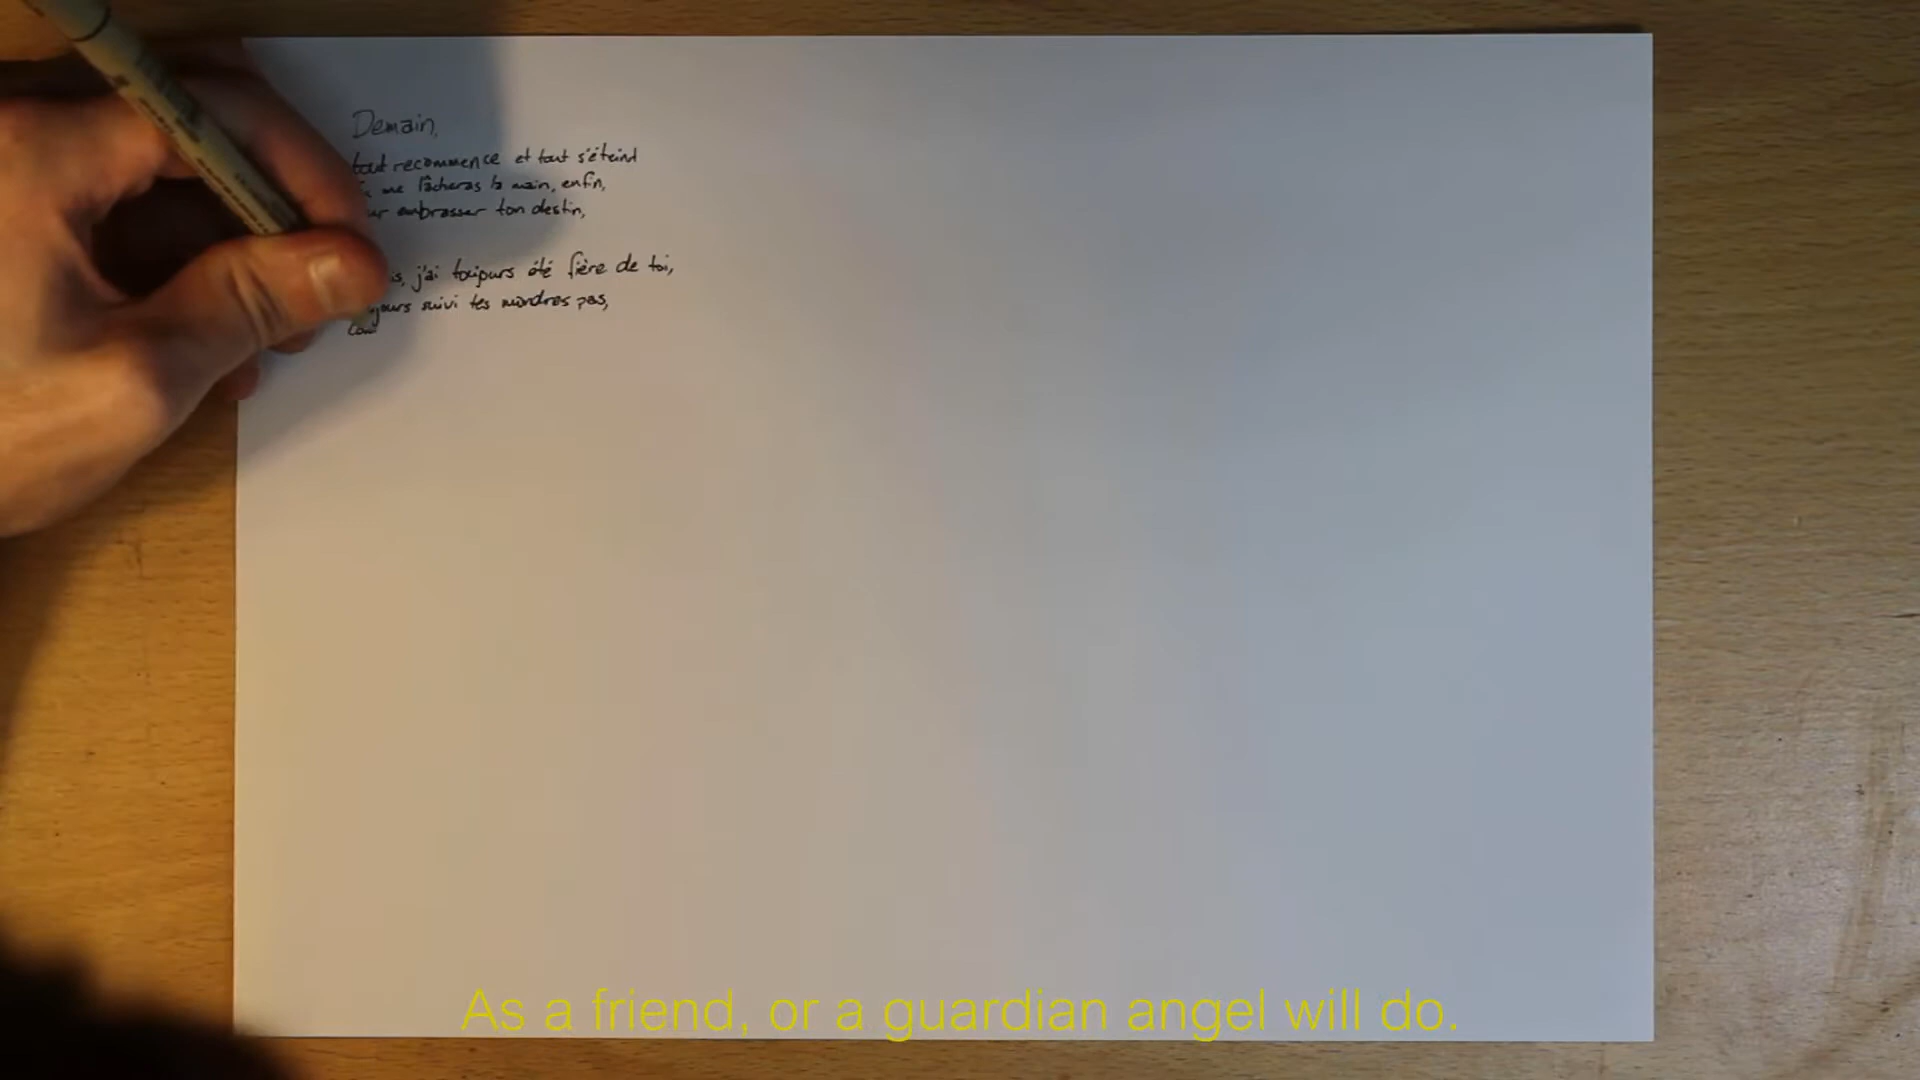 Demain,
tout recommence et tout s'éteint
me lâcheras la main, enfin,
embrasser ton destin,
j'ai toujours été fière de toi,
suivi tes moindres pas,
As a friend, or a guardian angel will do.